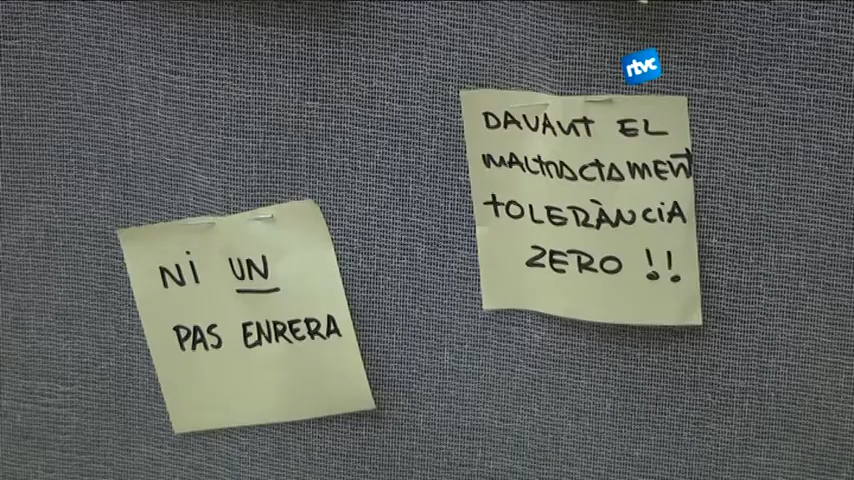 rtvc
DAVANT EL
MALTRACTAMENT
TOLERÀNCIA
ZERO !!
NI UN
PAS ENRERA